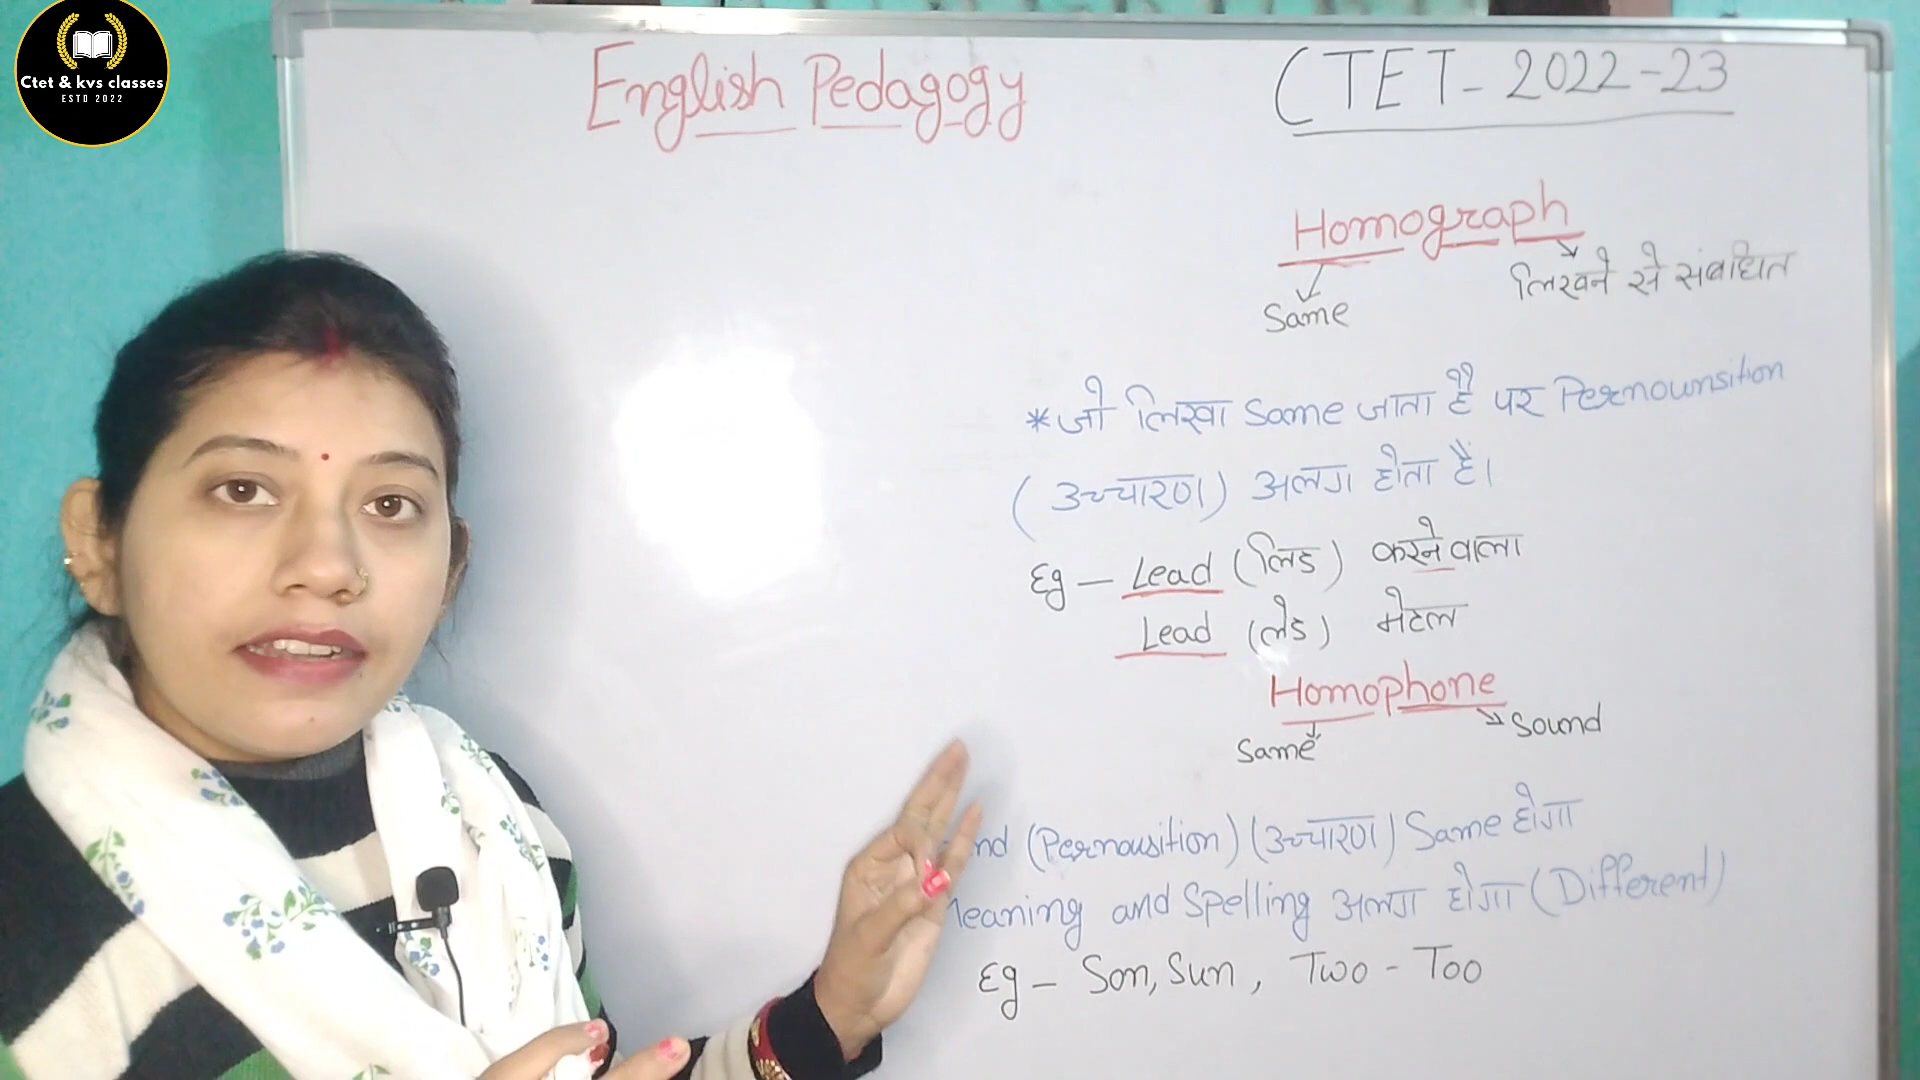 Ctet & kvs classes
ESTD 2022
English Pedagogy
CTET - 2022-23
Homograph
Same
लिखने से संबधित
* जो लिखा Same जाता है पर Pernounsition
(उच्चारण) अलग होता है।
Eg - Lead (लिड) करने वाला
Lead (लेड) मेटल
Homophone
Same
Sound
nd (Pernousition) (उच्चारण) Same होगा
eaning and Spelling अलग होगा (Different)
Eg - Son, Sun, Two - Too